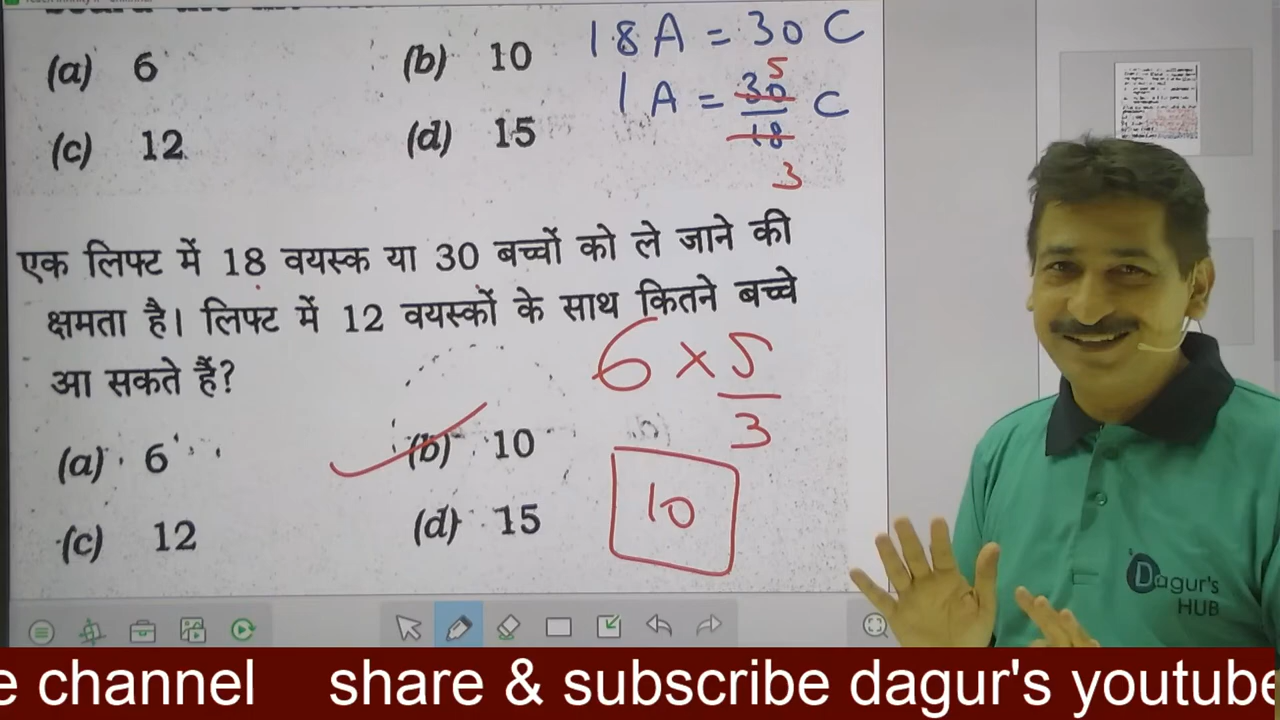 (a) 6 (b) 10
(c) 12 (d) 15
18 A = 30 C
5
1 A = 30/18 C
3
एक लिफ्ट में 18 वयस्क या 30 बच्चों को ले जाने की
क्षमता है। लिफ्ट में 12 वयस्कों के साथ कितने बच्चे
आ सकते हैं?
6 × 5/3
(a) 6 (b) 10
(c) 12 (d) 15
10
Dagur's
HUB
e channel share & subscribe dagur's youtube